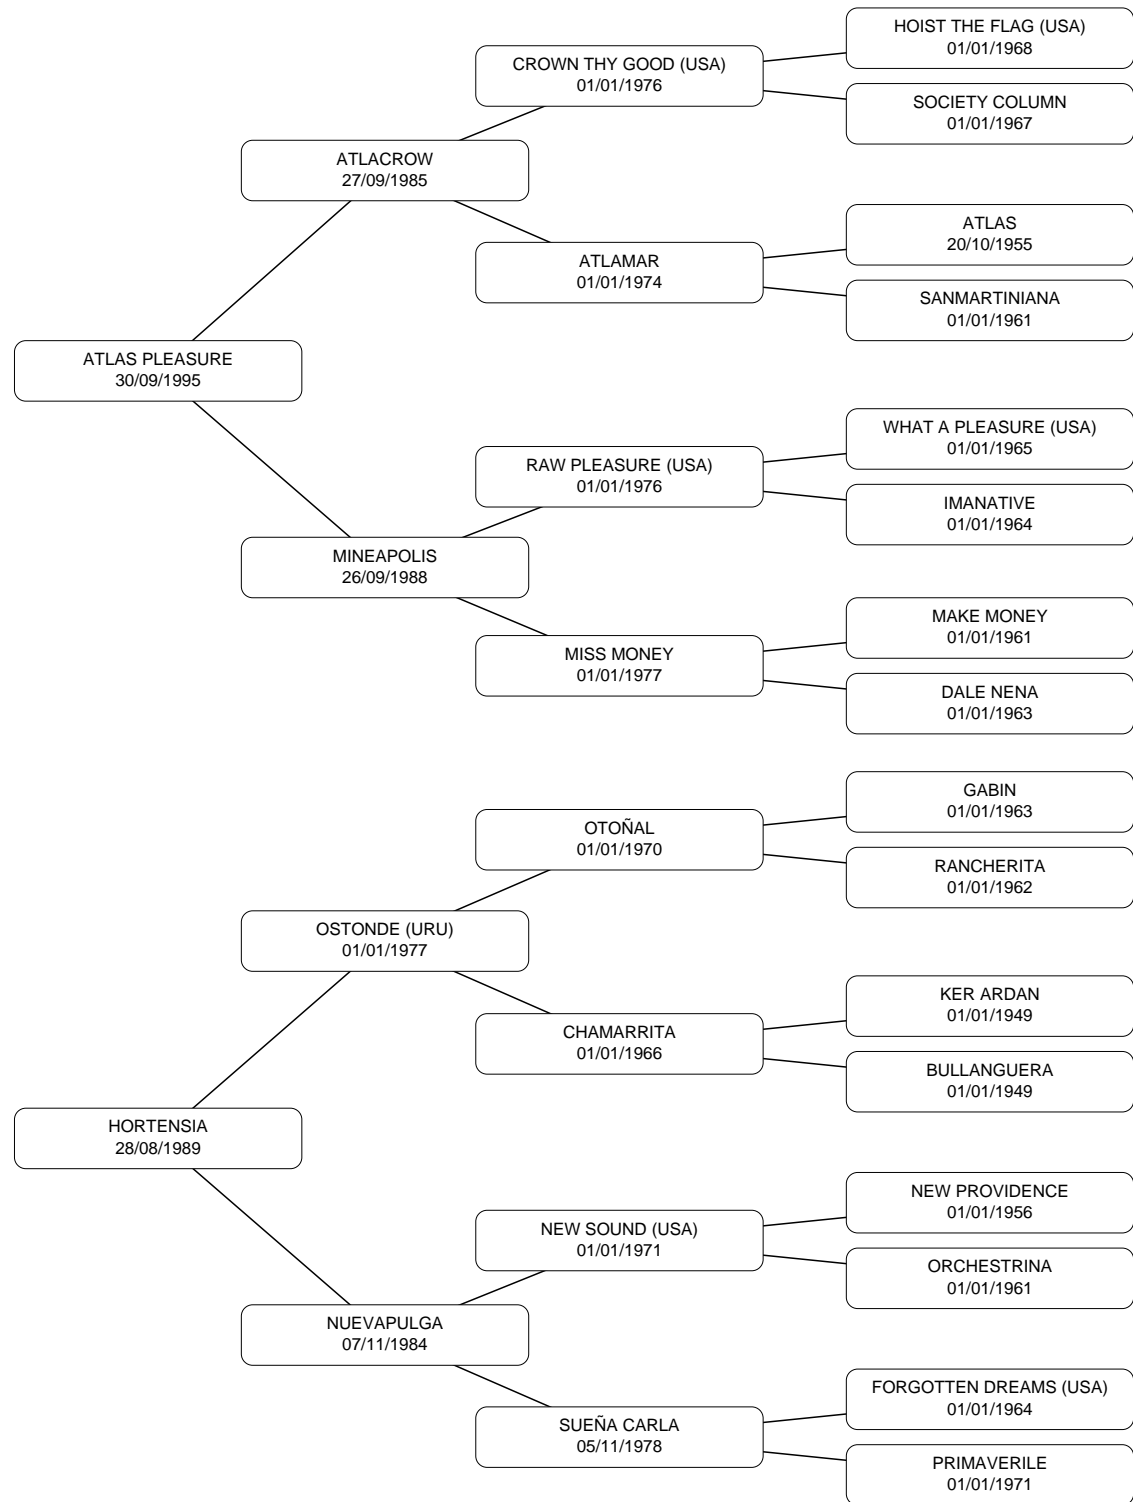 HOIST THE FLAG (USA)
01/01/1968
CROWN THY GOOD (USA)
01/01/1976
SOCIETY COLUMN
01/01/1967
ATLACROW
27/09/1985
ATLAS
20/10/1955
ATLAMAR
01/01/1974
SANMARTINIANA
01/01/1961
ATLAS PLEASURE
30/09/1995
WHAT A PLEASURE (USA)
01/01/1965
RAW PLEASURE (USA)
01/01/1976
IMANATIVE
01/01/1964
MINEAPOLIS
26/09/1988
MAKE MONEY
01/01/1961
MISS MONEY
01/01/1977
DALE NENA
01/01/1963
GABIN
01/01/1963
OTOÑAL
01/01/1970
RANCHERITA
01/01/1962
OSTONDE (URU)
01/01/1977
KER ARDAN
01/01/1949
CHAMARRITA
01/01/1966
BULLANGUERA
01/01/1949
HORTENSIA
28/08/1989
NEW PROVIDENCE
01/01/1956
NEW SOUND (USA)
01/01/1971
ORCHESTRINA
01/01/1961
NUEVAPULGA
07/11/1984
FORGOTTEN DREAMS (USA)
01/01/1964
SUEÑA CARLA
05/11/1978
PRIMAVERILE
01/01/1971